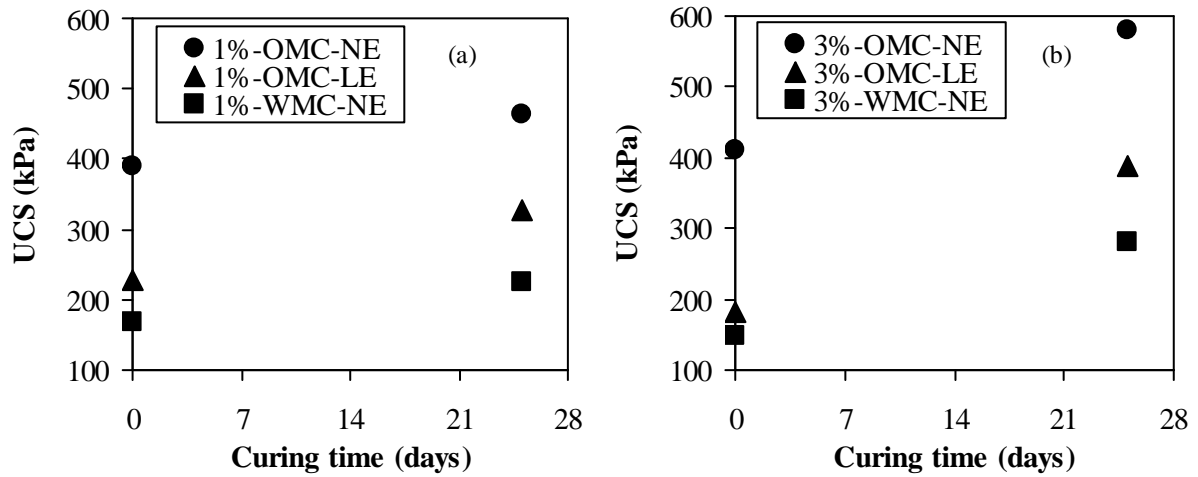 600
500
400
300
200
100
UCS (kPa)
1%-OMC-NE
1%-OMC-LE
1%-WMC-NE
(a)
0 7 14 21 28
Curing time (days)
600
500
400
300
200
100
UCS (kPa)
3%-OMC-NE
3%-OMC-LE
3%-WMC-NE
(b)
0 7 14 21 28
Curing time (days)